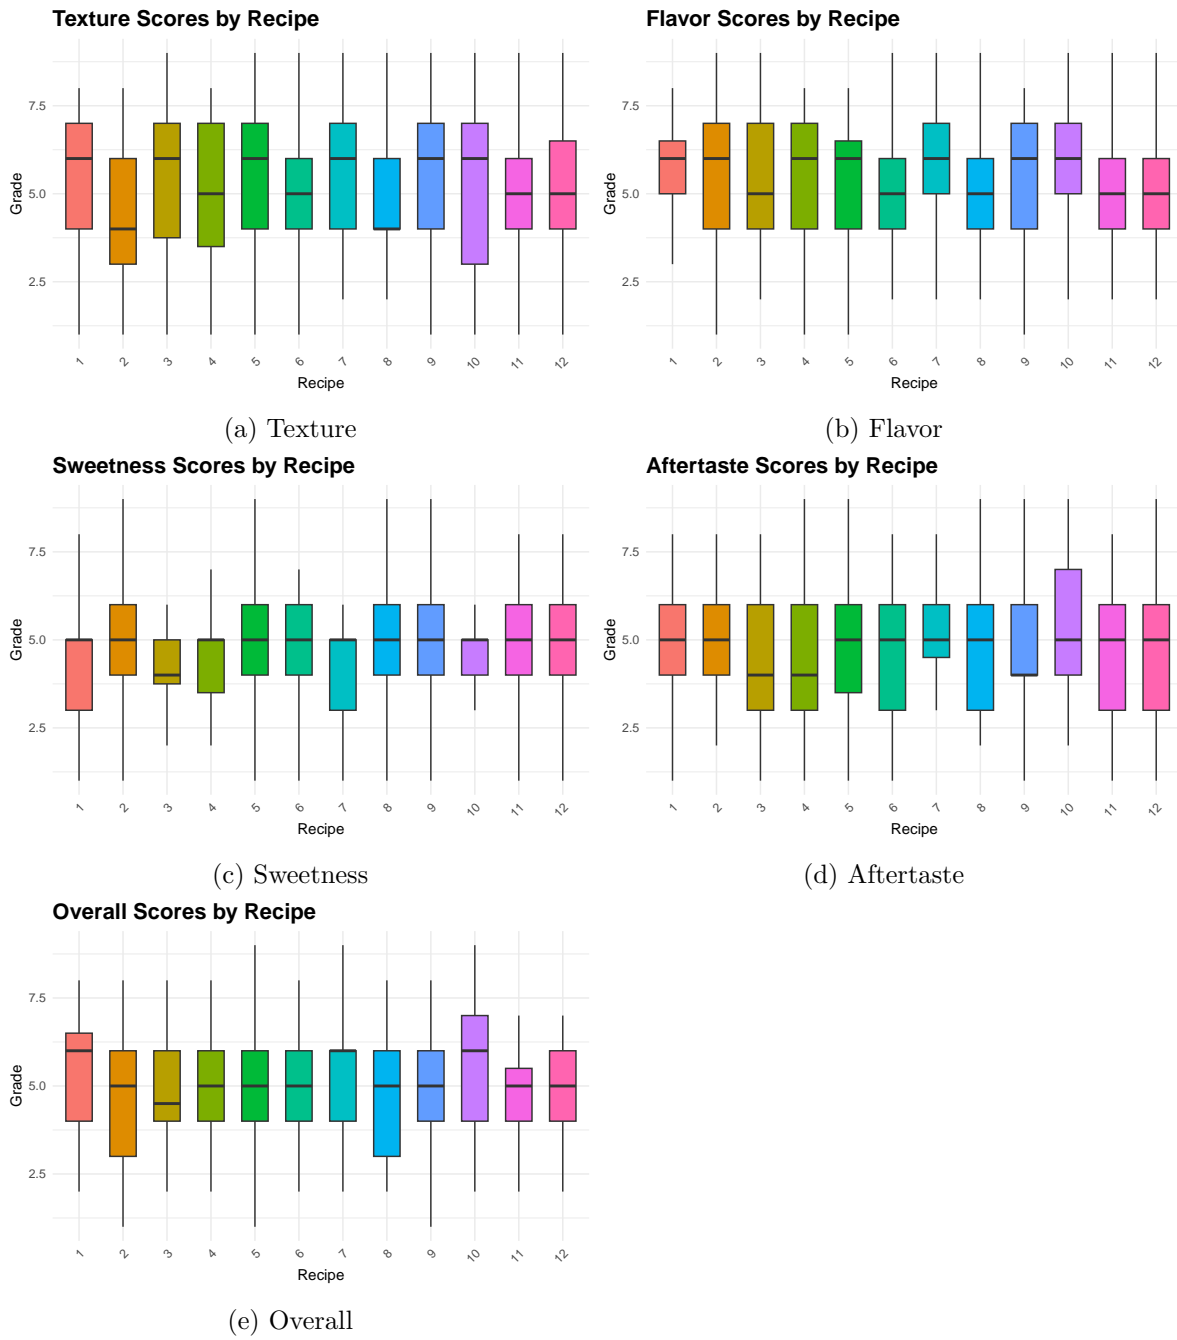 Texture Scores by Recipe
Grade
7.5
5.0
2.5
1 2 3 4 5 6 7 8 9 10 11 12
Recipe
(a) Texture
Flavor Scores by Recipe
Grade
7.5
5.0
2.5
1 2 3 4 5 6 7 8 9 10 11 12
Recipe
(b) Flavor
Sweetness Scores by Recipe
Grade
7.5
5.0
2.5
1 2 3 4 5 6 7 8 9 10 11 12
Recipe
(c) Sweetness
Aftertaste Scores by Recipe
Grade
7.5
5.0
2.5
1 2 3 4 5 6 7 8 9 10 11 12
Recipe
(d) Aftertaste
Overall Scores by Recipe
Grade
7.5
5.0
2.5
1 2 3 4 5 6 7 8 9 10 11 12
Recipe
(e) Overall